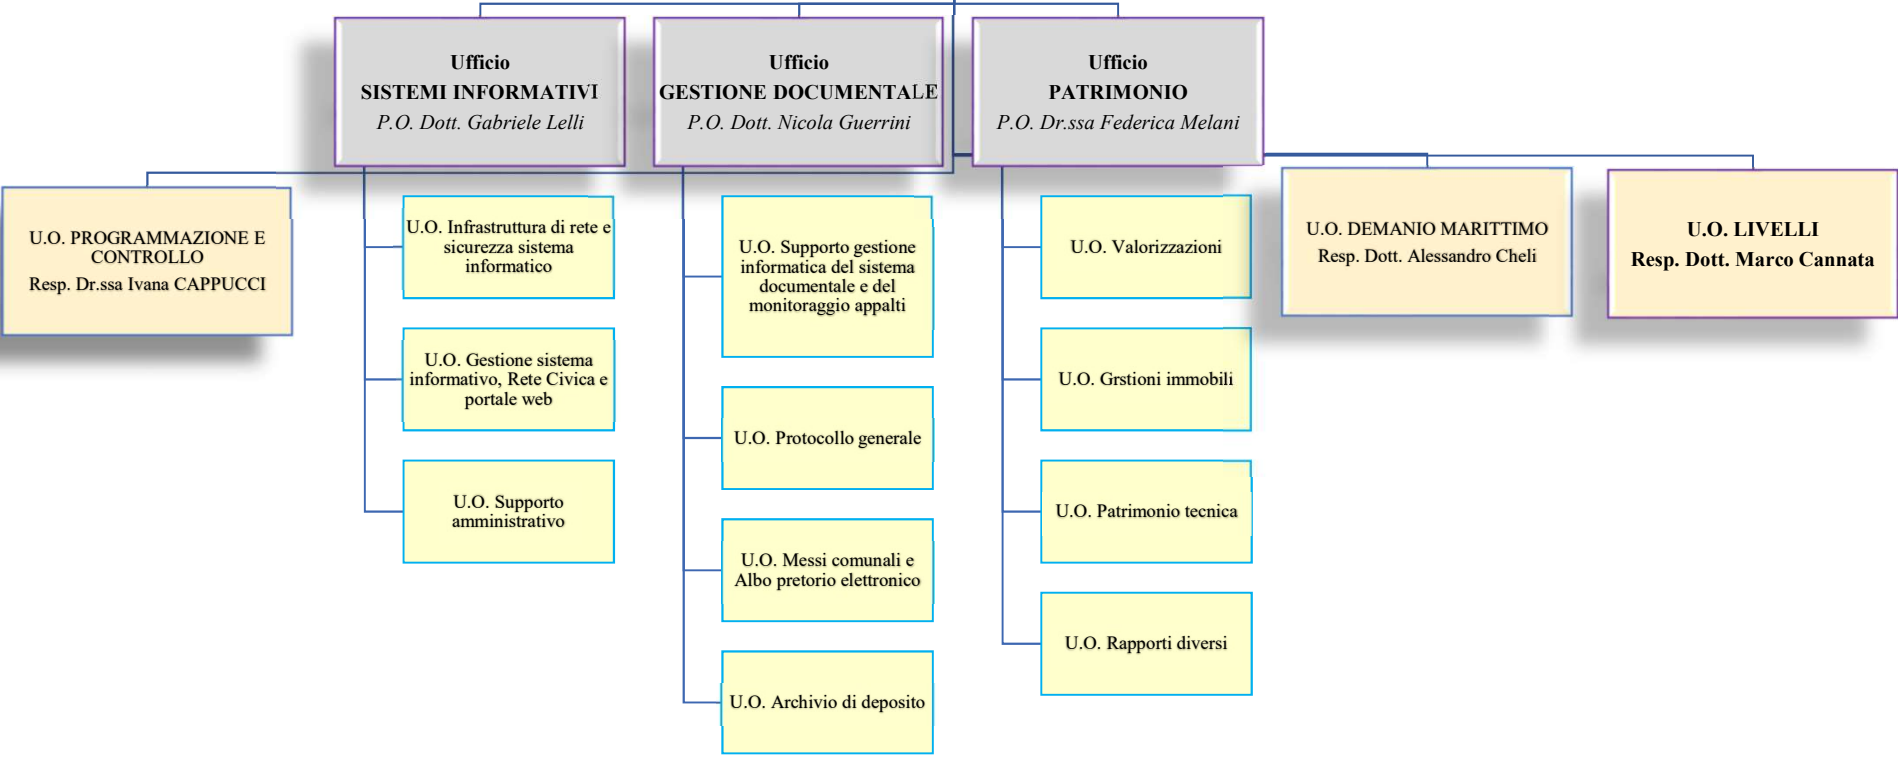 Ufficio
SISTEMI INFORMATIVI
P.O. Dott. Gabriele Lelli
Ufficio
GESTIONE DOCUMENTALE
P.O. Dott. Nicola Guerrini
Ufficio
PATRIMONIO
P.O. Dr.ssa Federica Melani
U.O. PROGRAMMAZIONE E
CONTROLLO
Resp. Dr.ssa Ivana CAPPUCCI
U.O. Infrastruttura di rete e
sicurezza sistema
informatico
U.O. Gestione sistema
informativo, Rete Civica e
portale web
U.O. Supporto
amministrativo
U.O. Supporto gestione
informatica del sistema
documentale e del
monitoraggio appalti
U.O. Protocollo generale
U.O. Messi comunali e
Albo pretorio elettronico
U.O. Archivio di deposito
U.O. Valorizzazioni
U.O. Grstioni immobili
U.O. Patrimonio tecnica
U.O. Rapporti diversi
U.O. DEMANIO MARITTIMO
Resp. Dott. Alessandro Cheli
U.O. LIVELLI
Resp. Dott. Marco Cannata